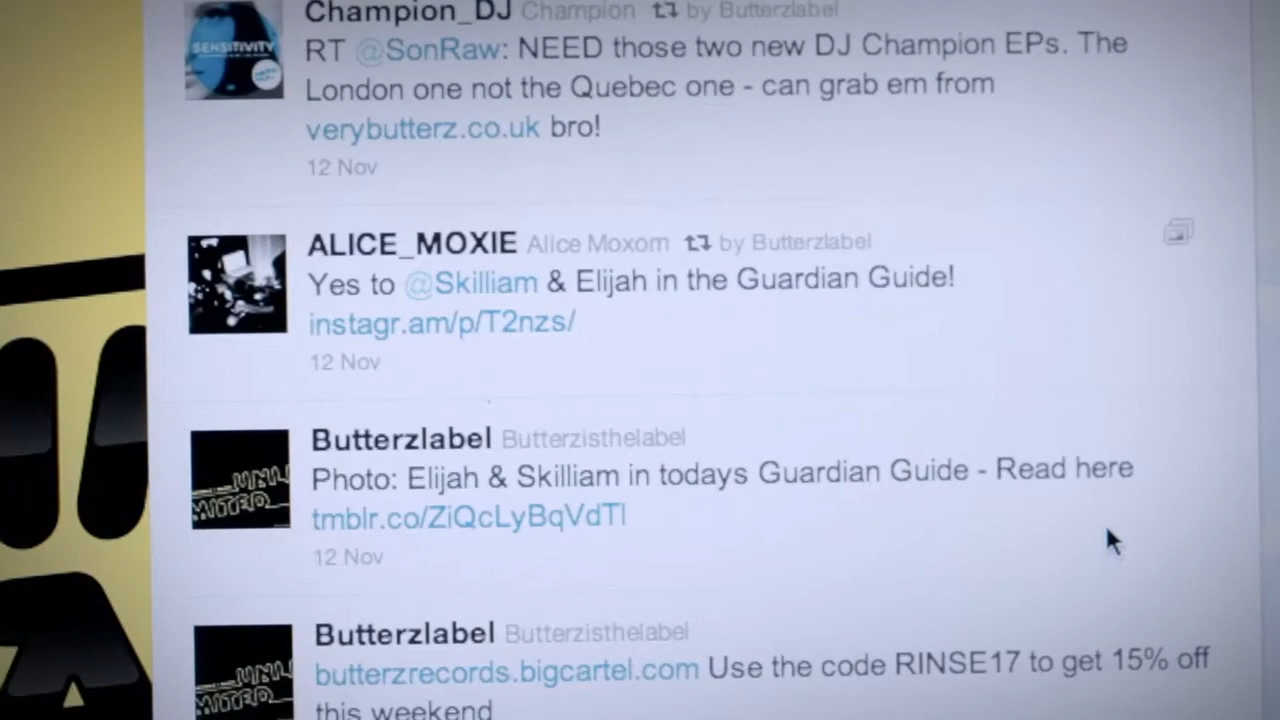 Champion_DJ Champion by Butterzlabel
RT @SonRaw: NEED those two new DJ Champion EPs. The
London one not the Quebec one - can grab em from
verybutterz.co.uk bro!
12 Nov
SENSITIVITY
ALICE_MOXIE Alice Moxom by Butterzlabel
Yes to @Skilliam & Elijah in the Guardian Guide!
instagr.am/p/T2nzs/
12 Nov
Butterzlabel Butterzisthelabel
Photo: Elijah & Skilliam in todays Guardian Guide - Read here
tmblr.co/ZiQcLyBqVdTl
12 Nov
Butterzlabel Butterzisthelabel
butterzrecords.bigcartel.com Use the code RINSE17 to get 15% off
this weekend